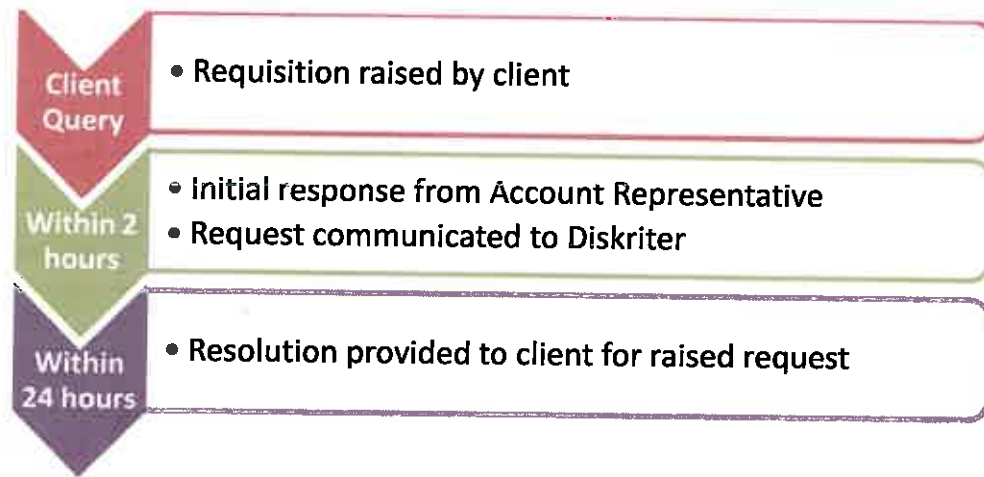 Client
Query
• Requisition raised by client
Within 2
hours
• Initial response from Account Representative
• Request communicated to Diskriter
Within
24 hours
• Resolution provided to client for raised request